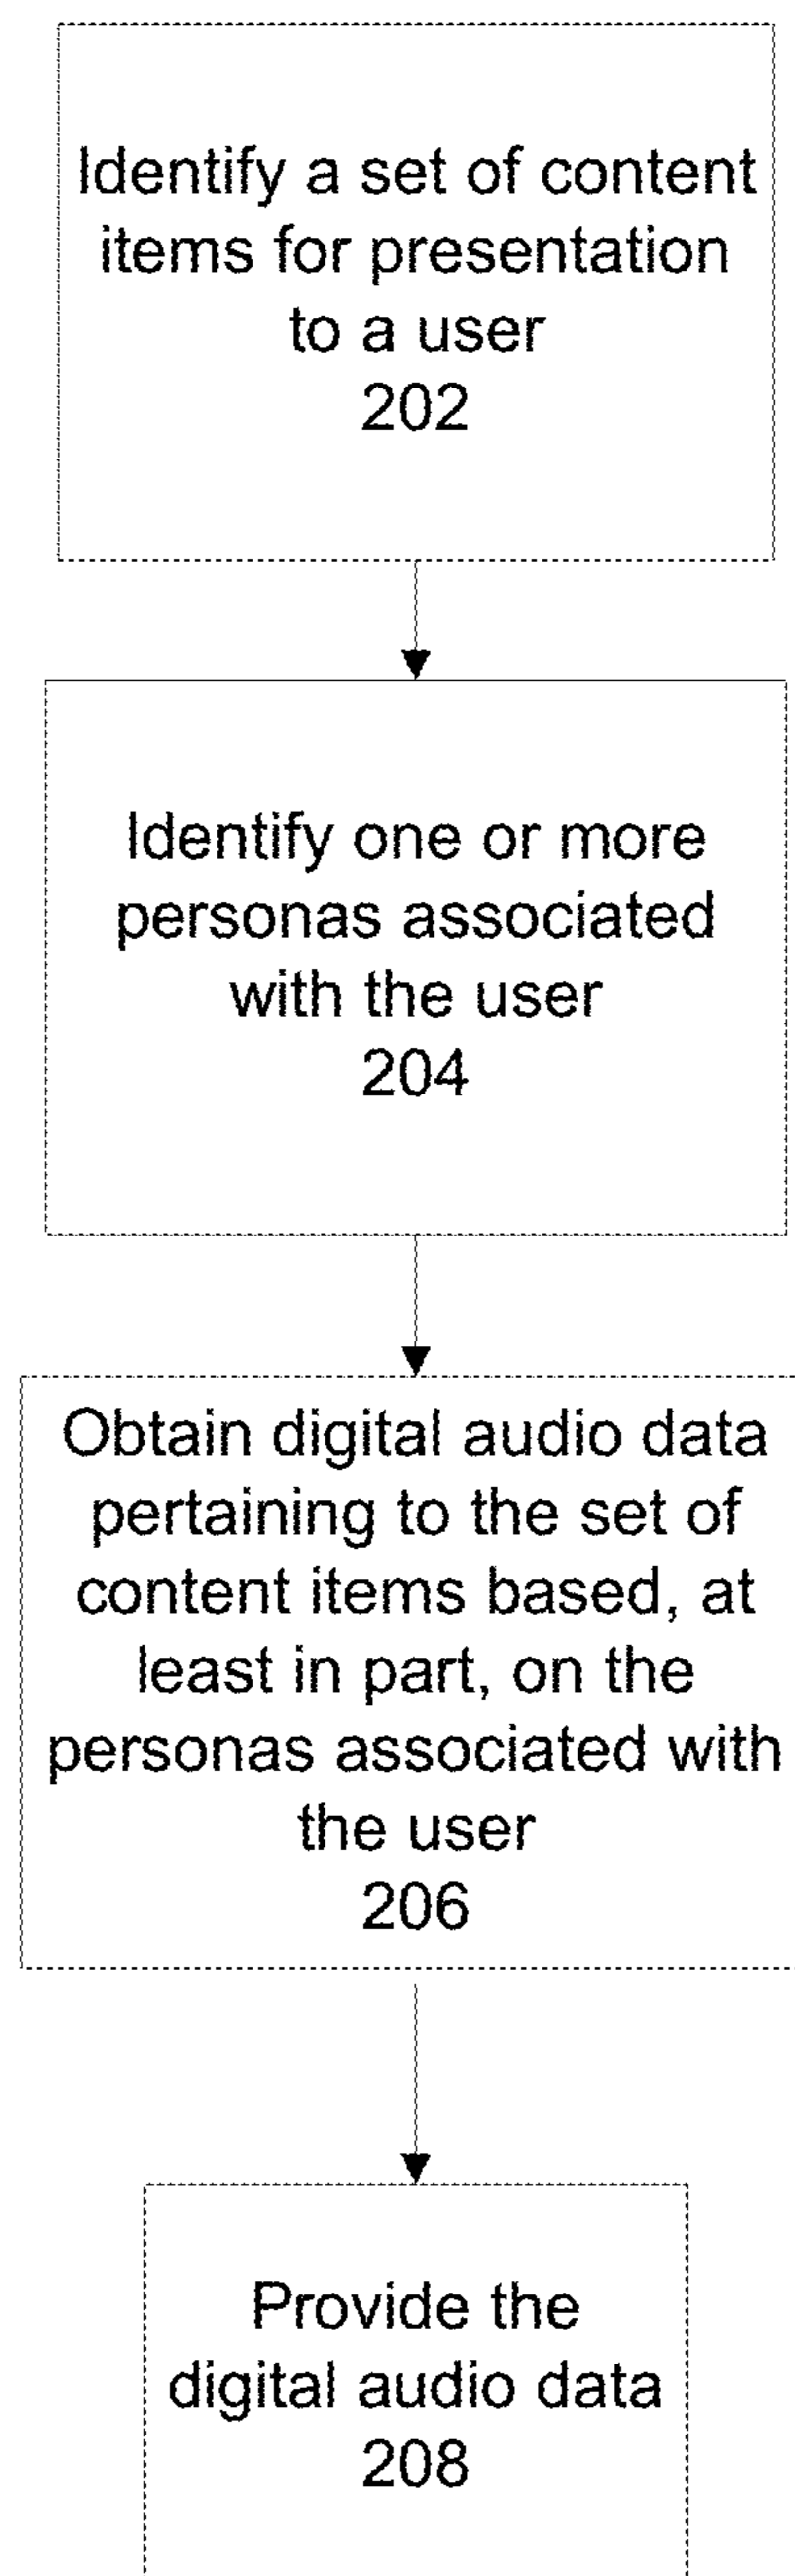 Identify a set of content
items for presentation
to a user
202
Identify one or more
personas associated
with the user
204
Obtain digital audio data
pertaining to the set of
content items based, at
least in part, on the
personas associated with
the user
206
Provide the
digital audio data
208